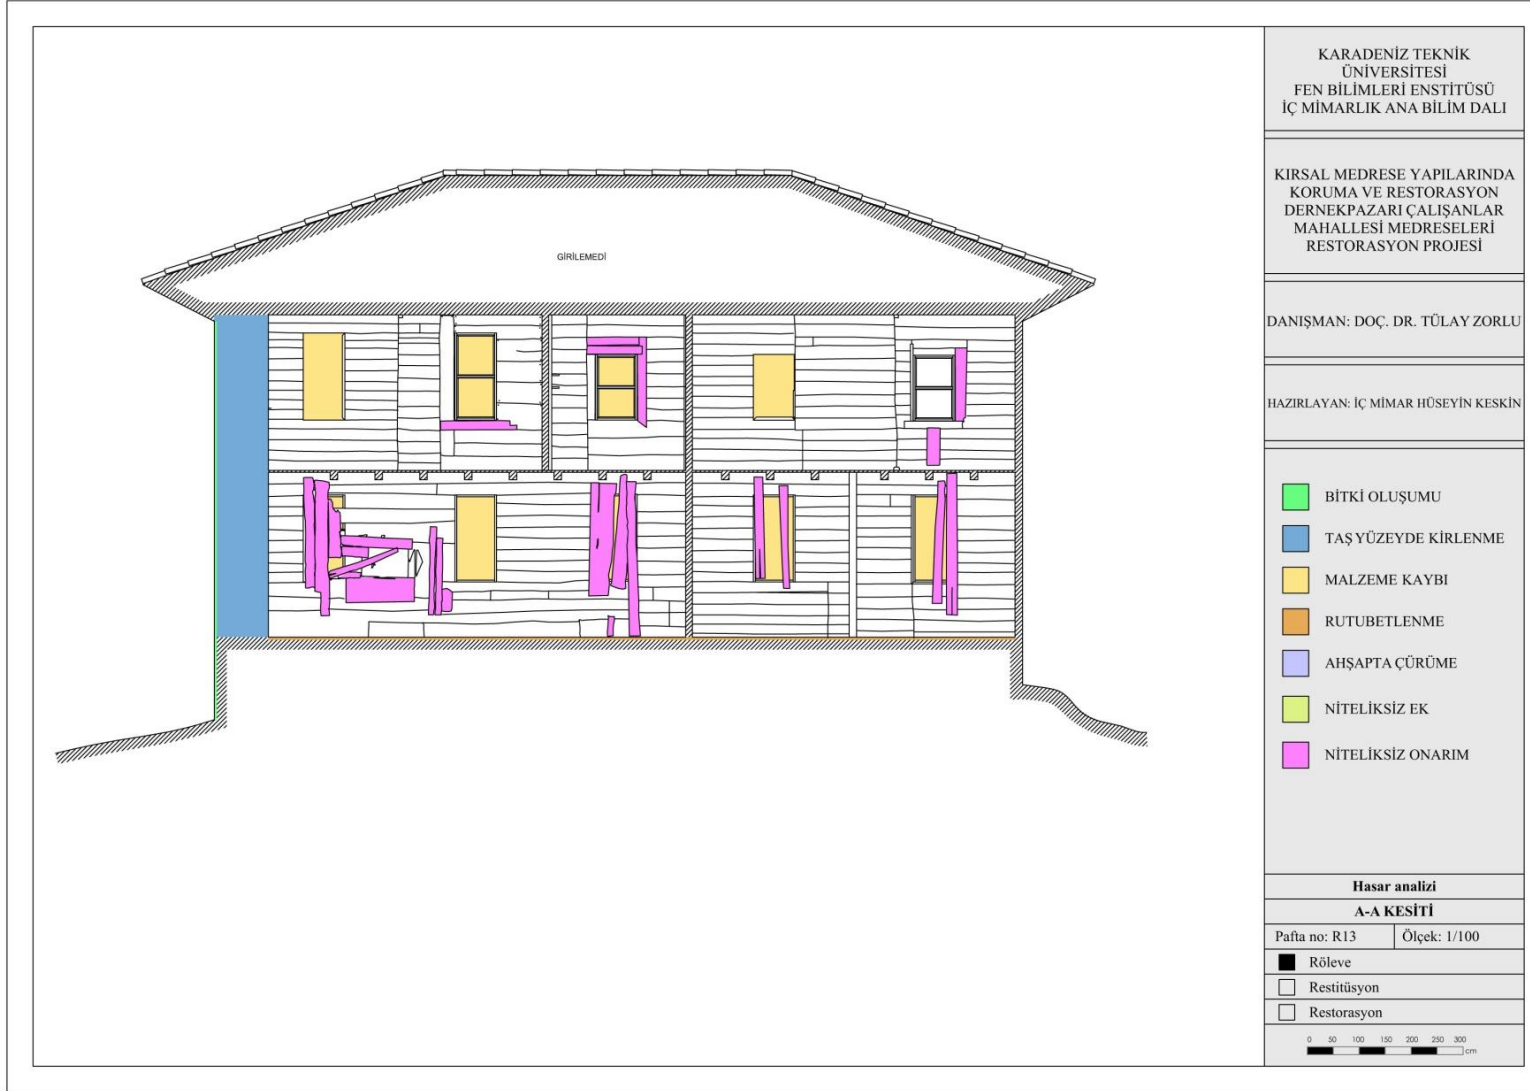 KARADENİZ TEKNİK
ÜNİVERSİTESİ
FEN BİLİMLERİ ENSTİTÜSÜ
İÇ MİMARLIK ANA BİLİM DALI
KIRSAL MEDRESE YAPILARINDA
KORUMA VE RESTORASYON
DERNEKPAZARI ÇALIŞANLAR
MAHALLESİ MEDRESELERİ
RESTORASYON PROJESİ
GİRİLEMEDİ
DANIŞMAN: DOÇ. DR. TÜLAY ZORLU
HAZIRLAYAN: İÇ MİMAR HÜSEYİN KESKİN
BİTKİ OLUŞUMU
TAŞ YÜZEYDE KİRLENME
MALZEME KAYBI
RUTUBETLENME
AHŞAPTA ÇÜRÜME
NİTELİKSİZ EK
NİTELİKSİZ ONARIM
Hasar analizi
A-A KESİTİ
Pafta no: R13 Ölçek: 1/100
Röleve
Restitüsyon
Restorasyon
0 50 100 150 200 250 300
cm